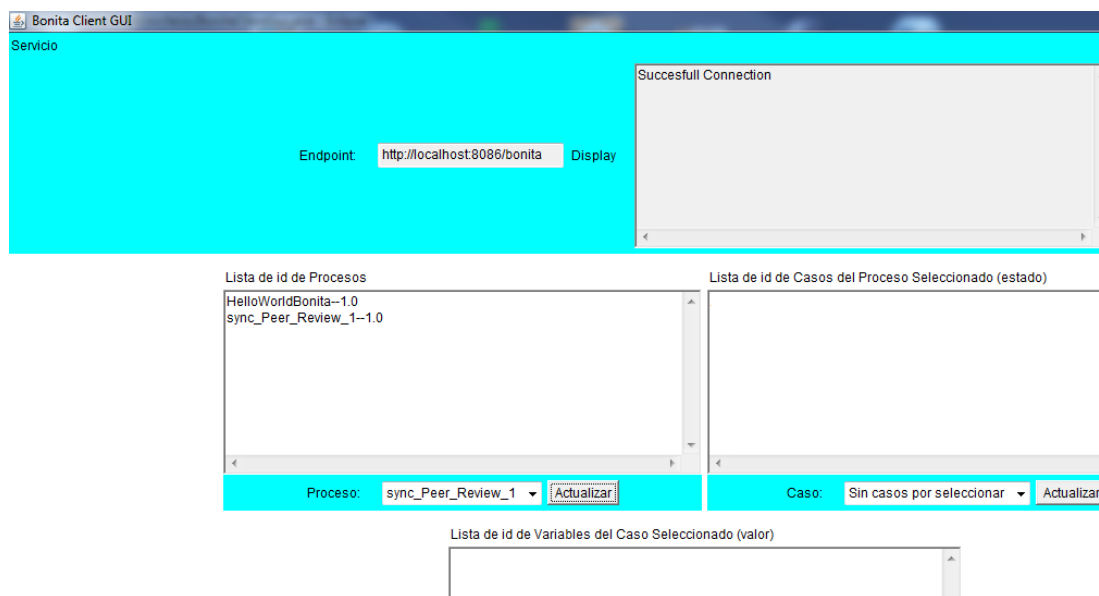 Bonita Client GUI
Servicio
Succesfull Connection
Endpoint: http://localhost:8086/bonita Display
Lista de id de Procesos
Lista de id de Casos del Proceso Seleccionado (estado)
HelloWorldBonita--1.0
sync_Peer_Review_1--1.0
Proceso: sync_Peer_Review_1 Actualizar
Caso: Sin casos por seleccionar Actualizar
Lista de id de Variables del Caso Seleccionado (valor)